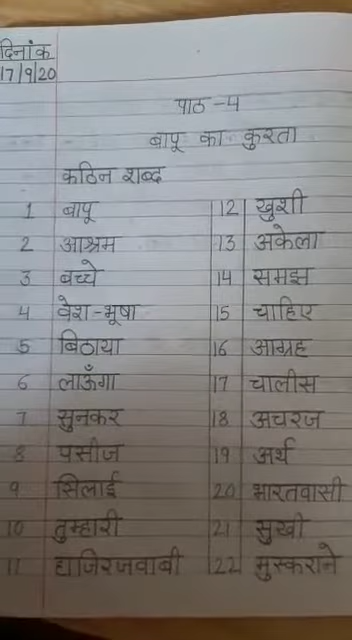 दिनांक
17/9/20
पाठ -4
बापू का कुरता
कठिन शब्द
1 बापू
2 आश्रम
3 बच्चे
4 वेश-भूषा
5 बिठाया
6 लाऊँगा
7 सुनकर
8 पसीज
9 सिलाई
10 तुम्हारी
11 हाजिरजवाबी
12 खुशी
13 अकेला
14 समझ
15 चाहिए
16 आग्रह
17 चालीस
18 अचरज
19 अर्थ
20 भारतवासी
21 सुखी
22 मुस्कराने